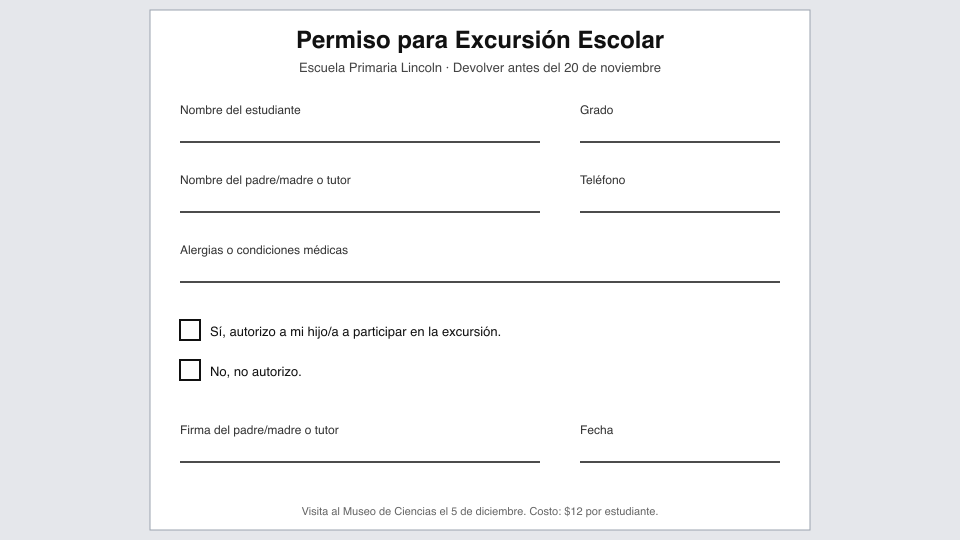 Permiso para Excursión Escolar
Escuela Primaria Lincoln · Devolver antes del 20 de noviembre
Nombre del estudiante
Grado
Nombre del padre/madre o tutor
Teléfono
Alergias o condiciones médicas
Sí, autorizo a mi hijo/a a participar en la excursión.
No, no autorizo.
Firma del padre/madre o tutor
Fecha
Visita al Museo de Ciencias el 5 de diciembre. Costo: $12 por estudiante.